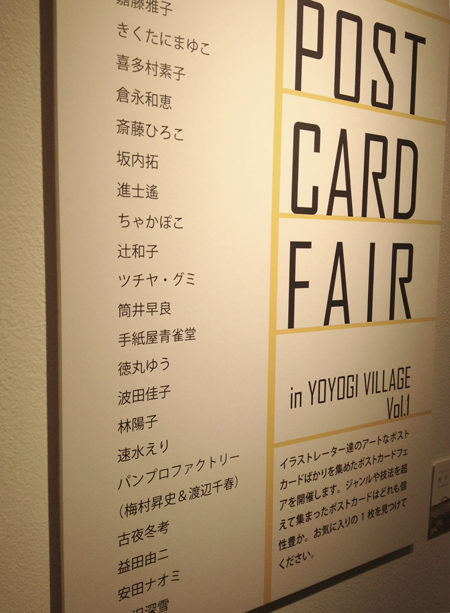 嘉藤雅子
きくたにまゆこ
喜多村素子
倉永和恵
斎藤ひろこ
坂内拓
進士遙
ちゃかぽこ
辻和子
ツチヤ・グミ
筒井早良
手紙屋青雀堂
徳丸ゆう
波田佳子
林陽子
速水えり
パンプロファクトリー
(梅村昇史&渡辺千春)
古夜冬考
益田由二
安田ナオミ
深雪
POST
CARD
FAIR
in YOYOGI VILLAGE
Vol.1
イラストレーター達のアートなポスト
カードばかりを集めたポストカードフェ
アを開催します。ジャンルや技法を超
えて集まったポストカードはどれも個
性豊か。お気に入りの1枚を見つけて
ください。